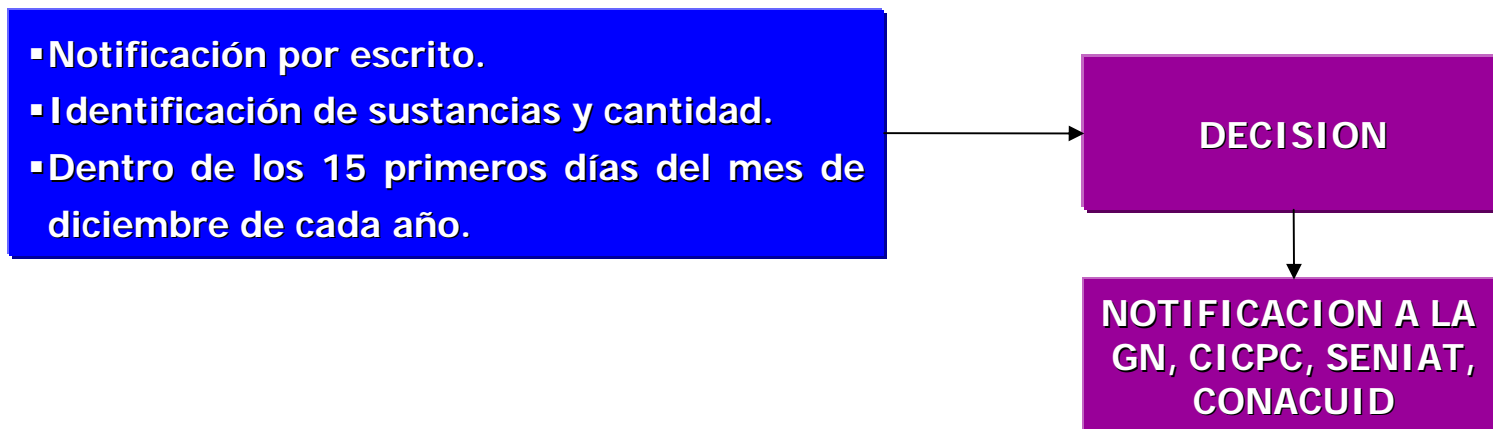 ▪Notificación por escrito.
▪Identificación de sustancias y cantidad.
▪Dentro de los 15 primeros días del mes de
diciembre de cada año.
DECISION
NOTIFICACION A LA
GN, CICPC, SENIAT,
CONACUID